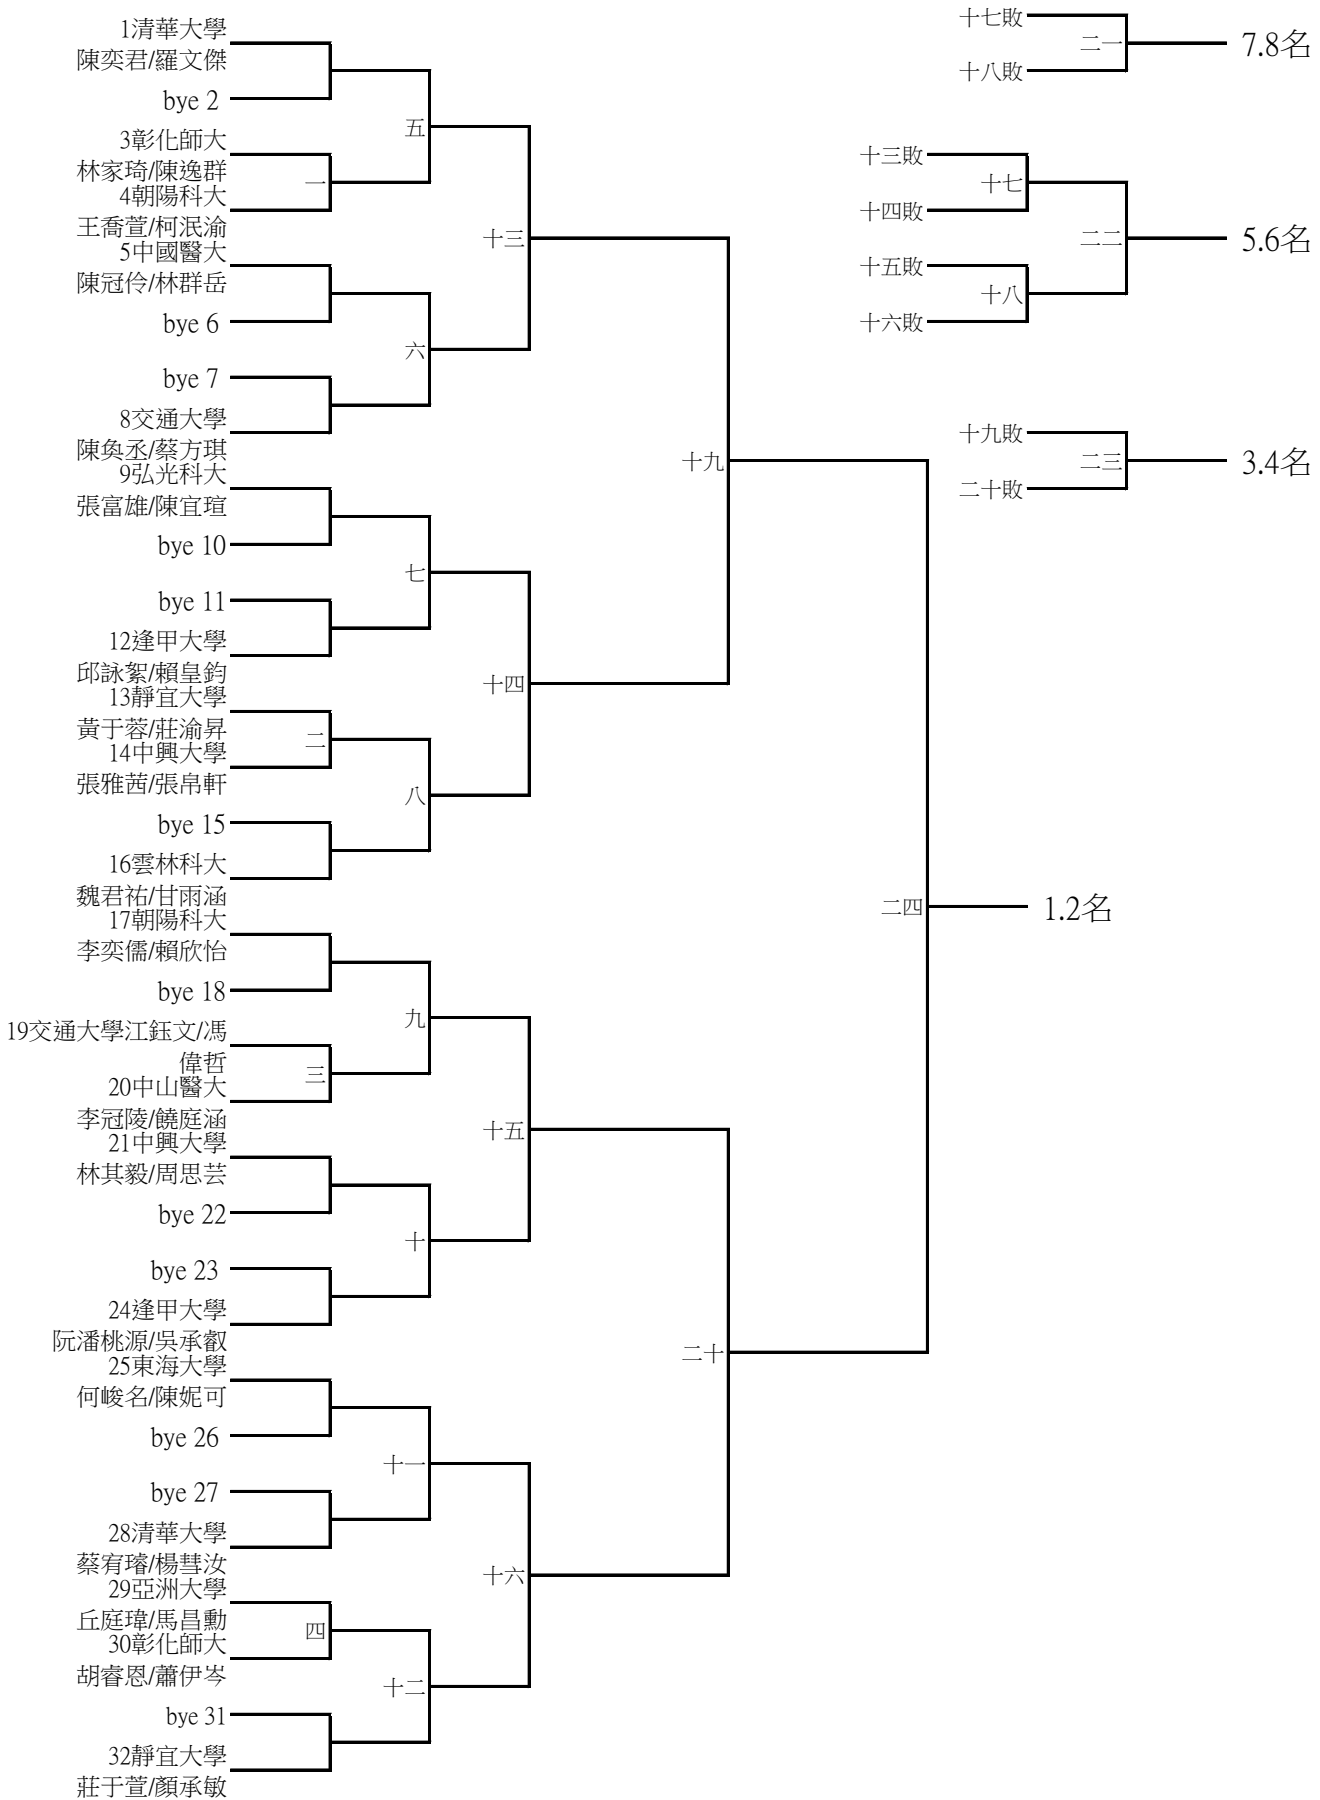 1清華大學
陳奕君/羅文傑
bye 2
3彰化師大
林家琦/陳逸群
4朝陽科大
王喬萱/柯泯渝
5中國醫大
陳冠伶/林群岳
bye 6
bye 7
8交通大學
陳奐丞/蔡方琪
9弘光科大
張富雄/陳宜瑄
bye 10
bye 11
12逢甲大學
邱詠絮/賴皇鈞
13靜宜大學
黃于蓉/莊渝昇
14中興大學
張雅茜/張帛軒
bye 15
16雲林科大
魏君祐/甘雨涵
17朝陽科大
李奕儒/賴欣怡
bye 18
19交通大學江鈺文/馮
偉哲
20中山醫大
李冠陵/饒庭涵
21中興大學
林其毅/周思芸
bye 22
bye 23
24逢甲大學
阮潘桃源/吳承叡
25東海大學
何峻名/陳妮可
bye 26
bye 27
28清華大學
蔡宥璿/楊彗汝
29亞洲大學
丘庭瑋/馬昌勳
30彰化師大
胡睿恩/蕭伊岑
bye 31
32靜宜大學
莊于萱/顏承敏
一
二
三
四
五
六
七
八
九
十
十一
十二
十三
十四
十五
十六
十九
二十
二四
1.2名
十七敗
二一
7.8名
十八敗
十三敗
十七
十四敗
二二
5.6名
十五敗
十八
十六敗
十九敗
二三
3.4名
二十敗